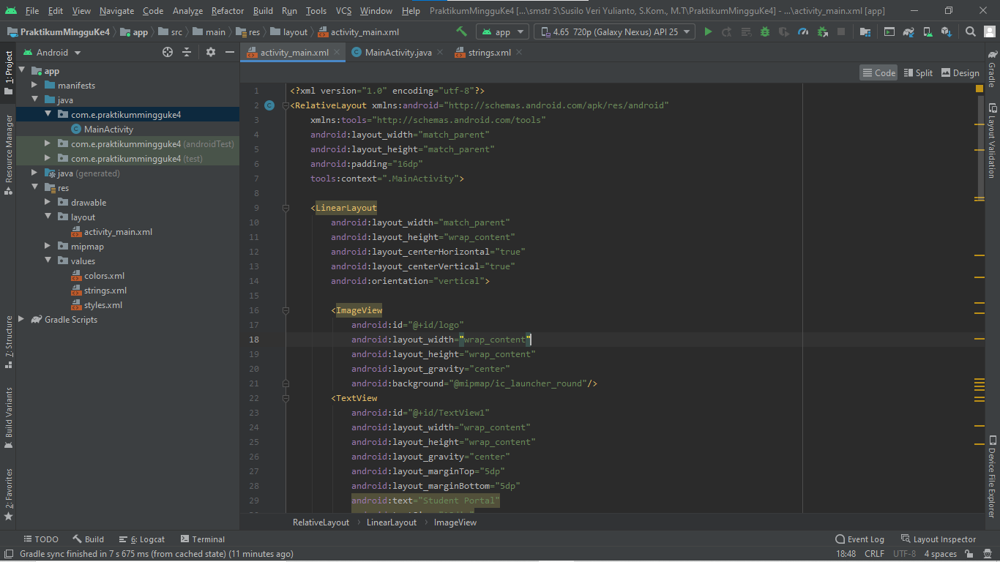 File Edit View Navigate Code Analyze Refactor Build Run Tools VCS Window Help PraktikumMingguKe4 [...\smstr 3\Susilo Veri Yulianto, S.Kom., M.T\PraktikumMingguKe4] - ...\activity_main.xml [app]
PraktikumMingguKe4 app src main res layout activity_main.xml app 4.65 720p (Galaxy Nexus) API 25
1: Project
Resource Manager
7: Structure
Build Variants
2: Favorites
Android
app
manifests
java
com.e.praktikummingguke4
MainActivity
com.e.praktikummingguke4 (androidTest)
com.e.praktikummingguke4 (test)
java (generated)
res
drawable
layout
activity_main.xml
mipmap
values
colors.xml
strings.xml
styles.xml
Gradle Scripts
activity_main.xml MainActivity.java strings.xml
Code Split Design
1 <?xml version="1.0" encoding="utf-8"?>
2 <RelativeLayout xmlns:android="http://schemas.android.com/apk/res/android"
3 xmlns:tools="http://schemas.android.com/tools"
4 android:layout_width="match_parent"
5 android:layout_height="match_parent"
6 android:padding="16dp"
7 tools:context=".MainActivity">
8
9 <LinearLayout
10 android:layout_width="match_parent"
11 android:layout_height="wrap_content"
12 android:layout_centerHorizontal="true"
13 android:layout_centerVertical="true"
14 android:orientation="vertical">
15
16 <ImageView
17 android:id="@+id/logo"
18 android:layout_width="wrap_content"
19 android:layout_height="wrap_content"
20 android:layout_gravity="center"
21 android:background="@mipmap/ic_launcher_round"/>
22 <TextView
23 android:id="@+id/TextView1"
24 android:layout_width="wrap_content"
25 android:layout_height="wrap_content"
26 android:layout_gravity="center"
27 android:layout_marginTop="5dp"
28 android:layout_marginBottom="5dp"
29 android:text="Student Portal"
RelativeLayout LinearLayout ImageView
Gradle
Layout Validation
Device File Explorer
TODO Build 6: Logcat Terminal Event Log Layout Inspector
Gradle sync finished in 7 s 675 ms (from cached state) (11 minutes ago) 18:48 CRLF UTF-8 4 spaces